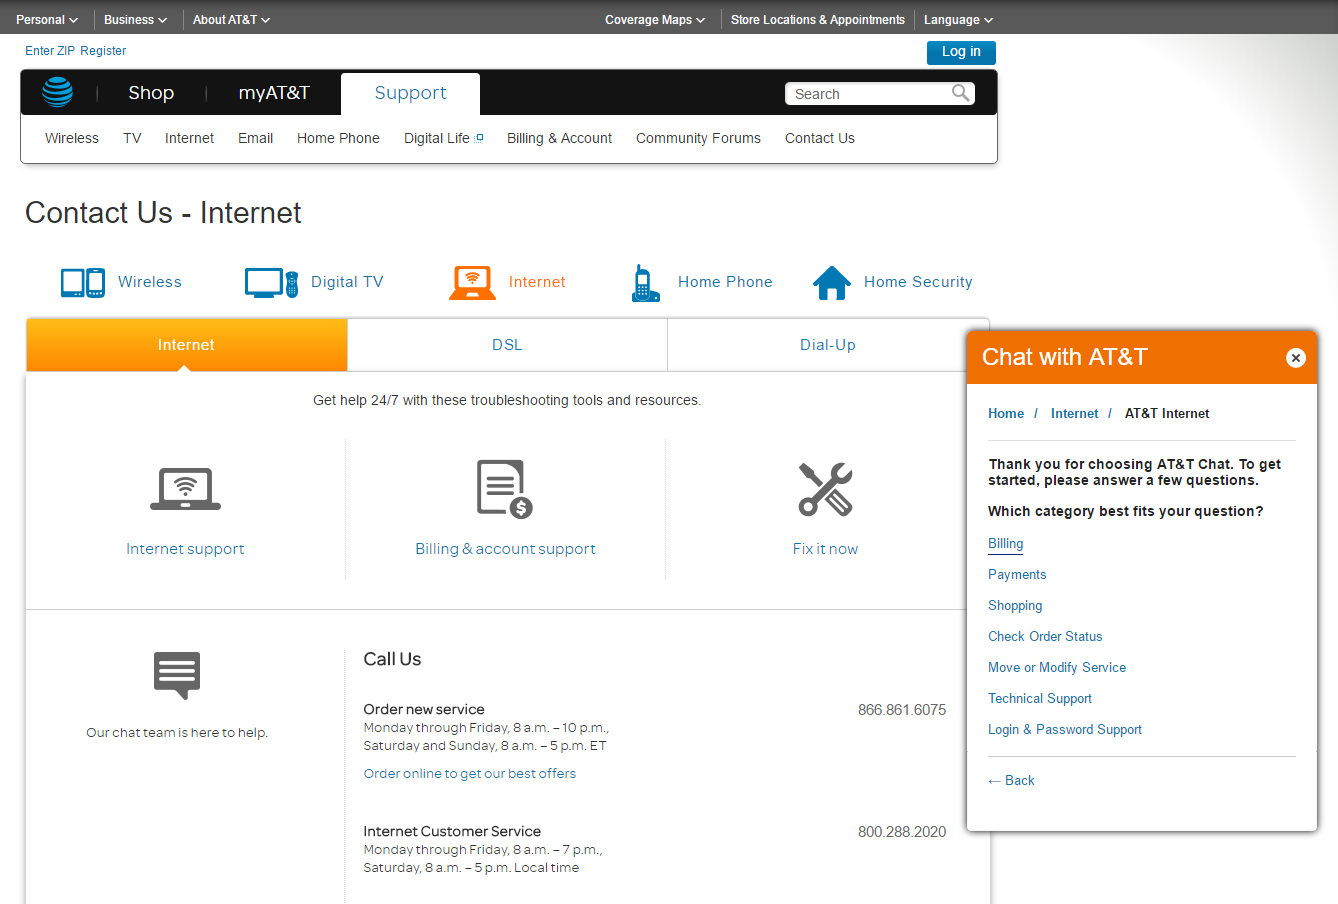 Personal Business About AT&T Coverage Maps Store Locations & Appointments Language
Enter ZIP Register Log in
Shop myAT&T Support Search
Wireless TV Internet Email Home Phone Digital Life Billing & Account Community Forums Contact Us
Contact Us - Internet
Wireless Digital TV Internet Home Phone Home Security
Internet DSL Dial-Up
Get help 24/7 with these troubleshooting tools and resources.
Internet support Billing & account support Fix it now
Our chat team is here to help.
Call Us
Order new service 866.861.6075
Monday through Friday, 8 a.m. – 10 p.m.,
Saturday and Sunday, 8 a.m. – 5 p.m. ET
Order online to get our best offers
Internet Customer Service 800.288.2020
Monday through Friday, 8 a.m. – 7 p.m.,
Saturday, 8 a.m. – 5 p.m. Local time
Chat with AT&T
Home / Internet / AT&T Internet
Thank you for choosing AT&T Chat. To get
started, please answer a few questions.
Which category best fits your question?
Billing
Payments
Shopping
Check Order Status
Move or Modify Service
Technical Support
Login & Password Support
← Back